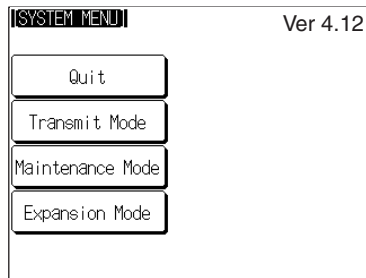 [SYSTEM MENU]
Ver 4.12
Quit
Transmit Mode
Maintenance Mode
Expansion Mode